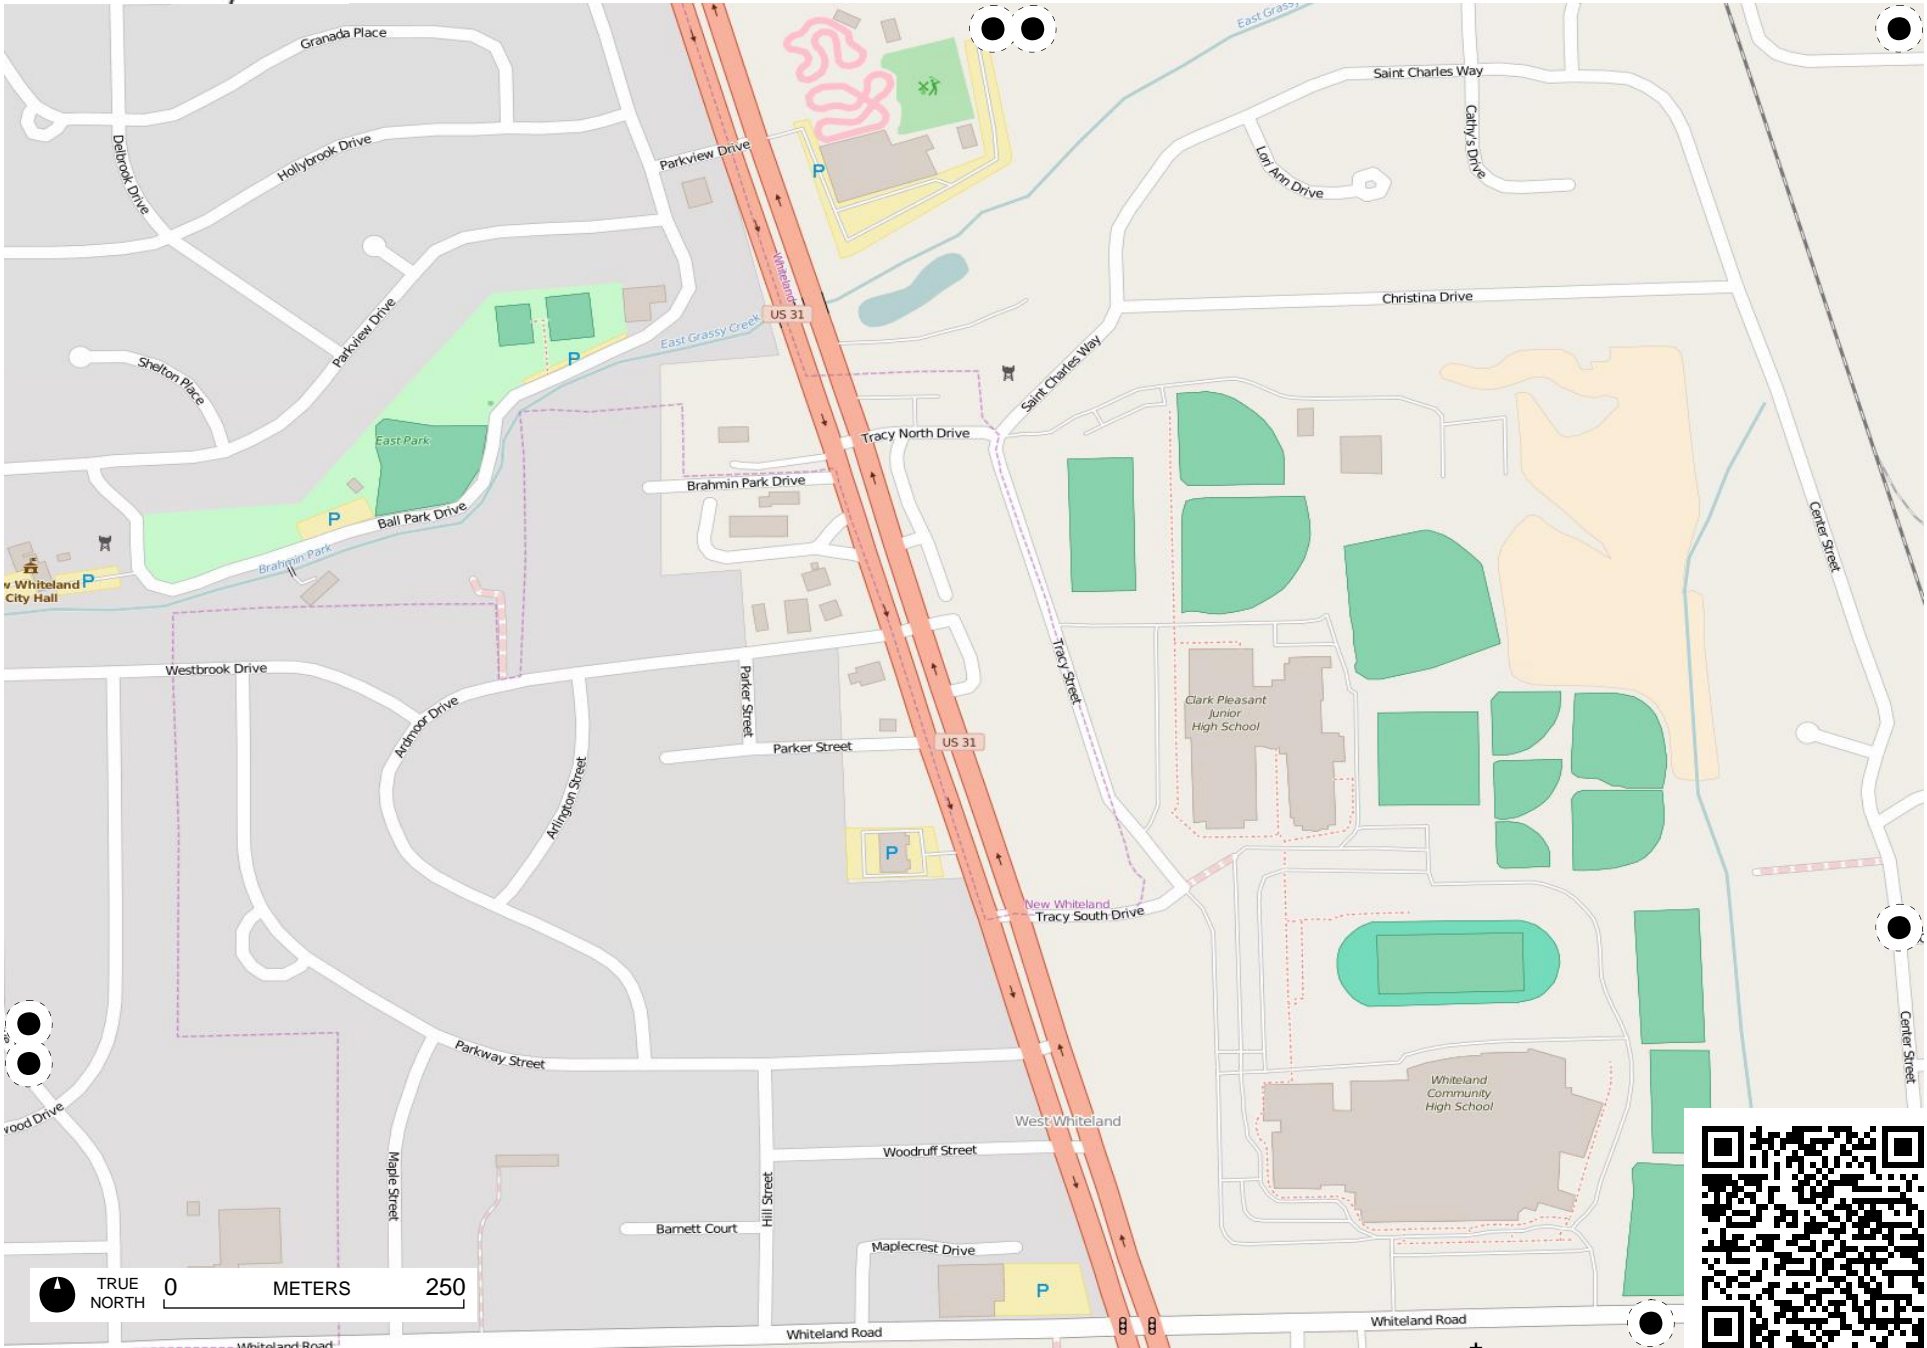 Granada Place
East Grassy
Saint Charles Way
Cathy's Drive
Delbrook Drive
Hollybrook Drive
Parkview Drive
P
Lori Ann Drive
Whiteland
US 31
Christina Drive
East Grassy Creek
Parkview Drive
Shelton Place
P
Saint Charles Way
East Park
Tracy North Drive
Brahmin Park Drive
Ball Park Drive
P
Center Street
Brahmin Park
w Whiteland
City Hall
P
Westbrook Drive
Ardmoor Drive
Parker Street
Tracy Street
Clark Pleasant
Junior
High School
Parker Street
US 31
Arlington Street
P
New Whiteland
Tracy South Drive
Parkway Street
Center Street
Whiteland
Community
High School
West Whiteland
wood Drive
Maple Street
Woodruff Street
Hill Street
Barnett Court
Maplecrest Drive
P
TRUE
NORTH
0 METERS 250
Whiteland Road
Whiteland Road
Whiteland Road